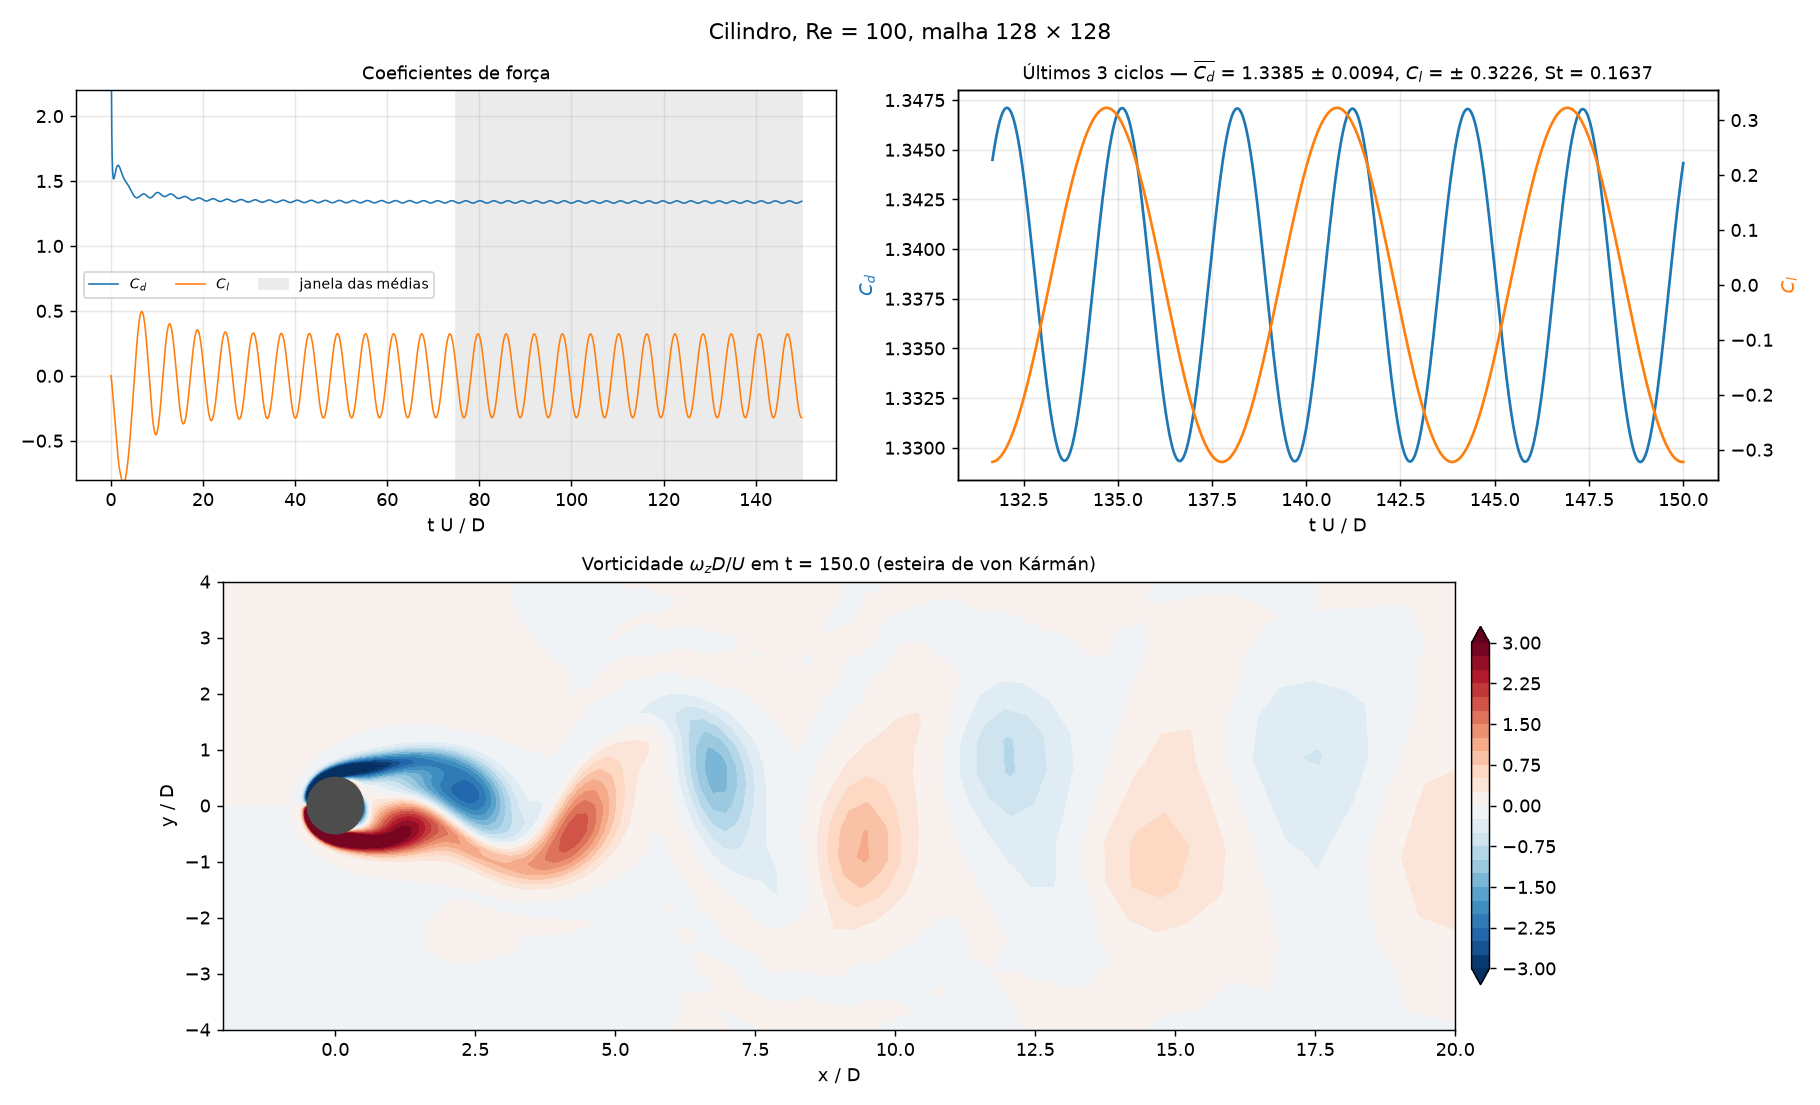 Cilindro, Re = 100, malha 128 × 128
Coeficientes de força
2.0
1.5
1.0
0.5
0.0
−0.5
C_d
C_l
janela das médias
0 20 40 60 80 100 120 140
t U / D
Últimos 3 ciclos — \overline{C_d} = 1.3385 ± 0.0094, C_l = ± 0.3226, St = 0.1637
1.3475
1.3450
1.3425
1.3400
1.3375
1.3350
1.3325
1.3300
C_d
0.3
0.2
0.1
0.0
−0.1
−0.2
−0.3
C_l
132.5 135.0 137.5 140.0 142.5 145.0 147.5 150.0
t U / D
Vorticidade ω_z D/U em t = 150.0 (esteira de von Kármán)
4
3
2
1
0
−1
−2
−3
−4
y / D
0.0 2.5 5.0 7.5 10.0 12.5 15.0 17.5 20.0
x / D
3.00
2.25
1.50
0.75
0.00
−0.75
−1.50
−2.25
−3.00